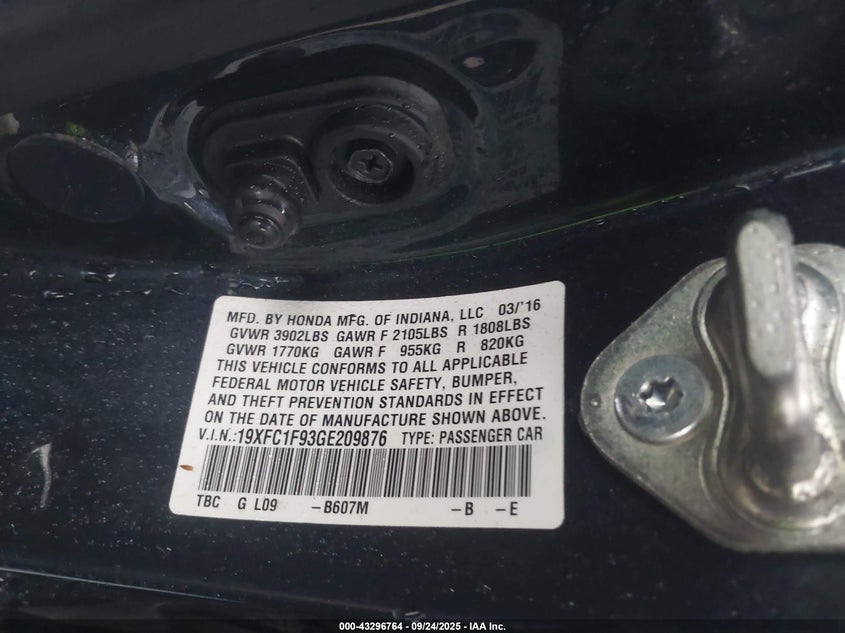 MFD. BY HONDA MFG. OF INDIANA, LLC 03/'16
GVWR 3902LBS GAWR F 2105LBS R 1808LBS
GVWR 1770KG GAWR F 955KG R 820KG
THIS VEHICLE CONFORMS TO ALL APPLICABLE
FEDERAL MOTOR VEHICLE SAFETY, BUMPER,
AND THEFT PREVENTION STANDARDS IN EFFECT
ON THE DATE OF MANUFACTURE SHOWN ABOVE.
V.I.N.:19XFC1F93GE209876 TYPE: PASSENGER CAR
TBC G L09 -B607M -B -E
000-43296764 - 09/24/2025 - IAA Inc.